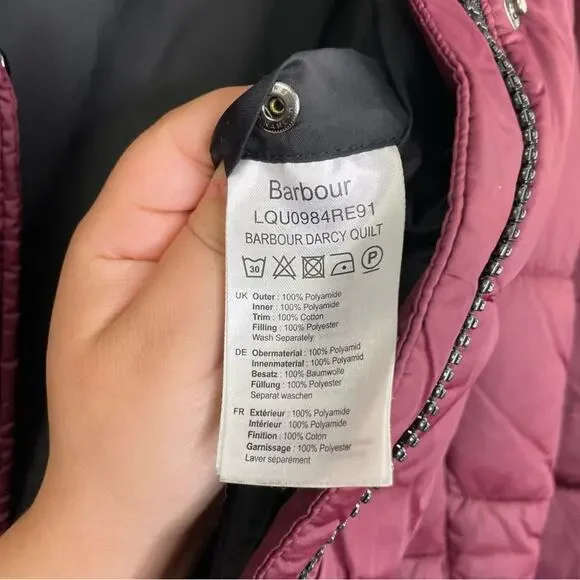 Barbour
LQU0984RE91
BARBOUR DARCY QUILT
30 P
UK Outer : 100% Polyamide
Inner : 100% Polyamide
Trim : 100% Cotton
Filling : 100% Polyester
Wash Separately
DE Obermaterial : 100% Polyamid
Innenmaterial : 100% Polyamid
Besatz : 100% Baumwolle
Füllung : 100% Polyester
Separat waschen
FR Extérieur : 100% Polyamide
Intérieur : 100% Polyamide
Finition : 100% Coton
Garnissage : 100% Polyester
Laver séparément